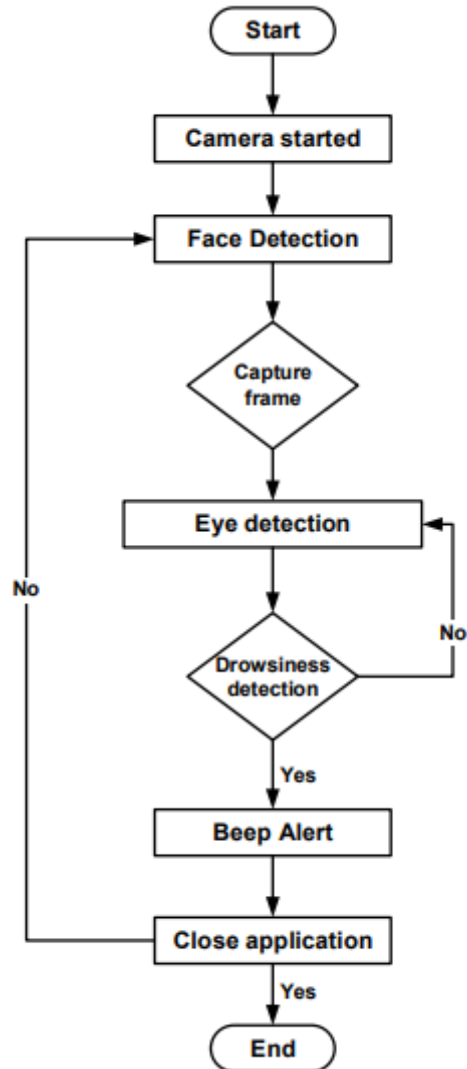 Start
Camera started
Face Detection
Capture
frame
Eye detection
No
No
Drowsiness
detection
Yes
Beep Alert
Close application
Yes
End